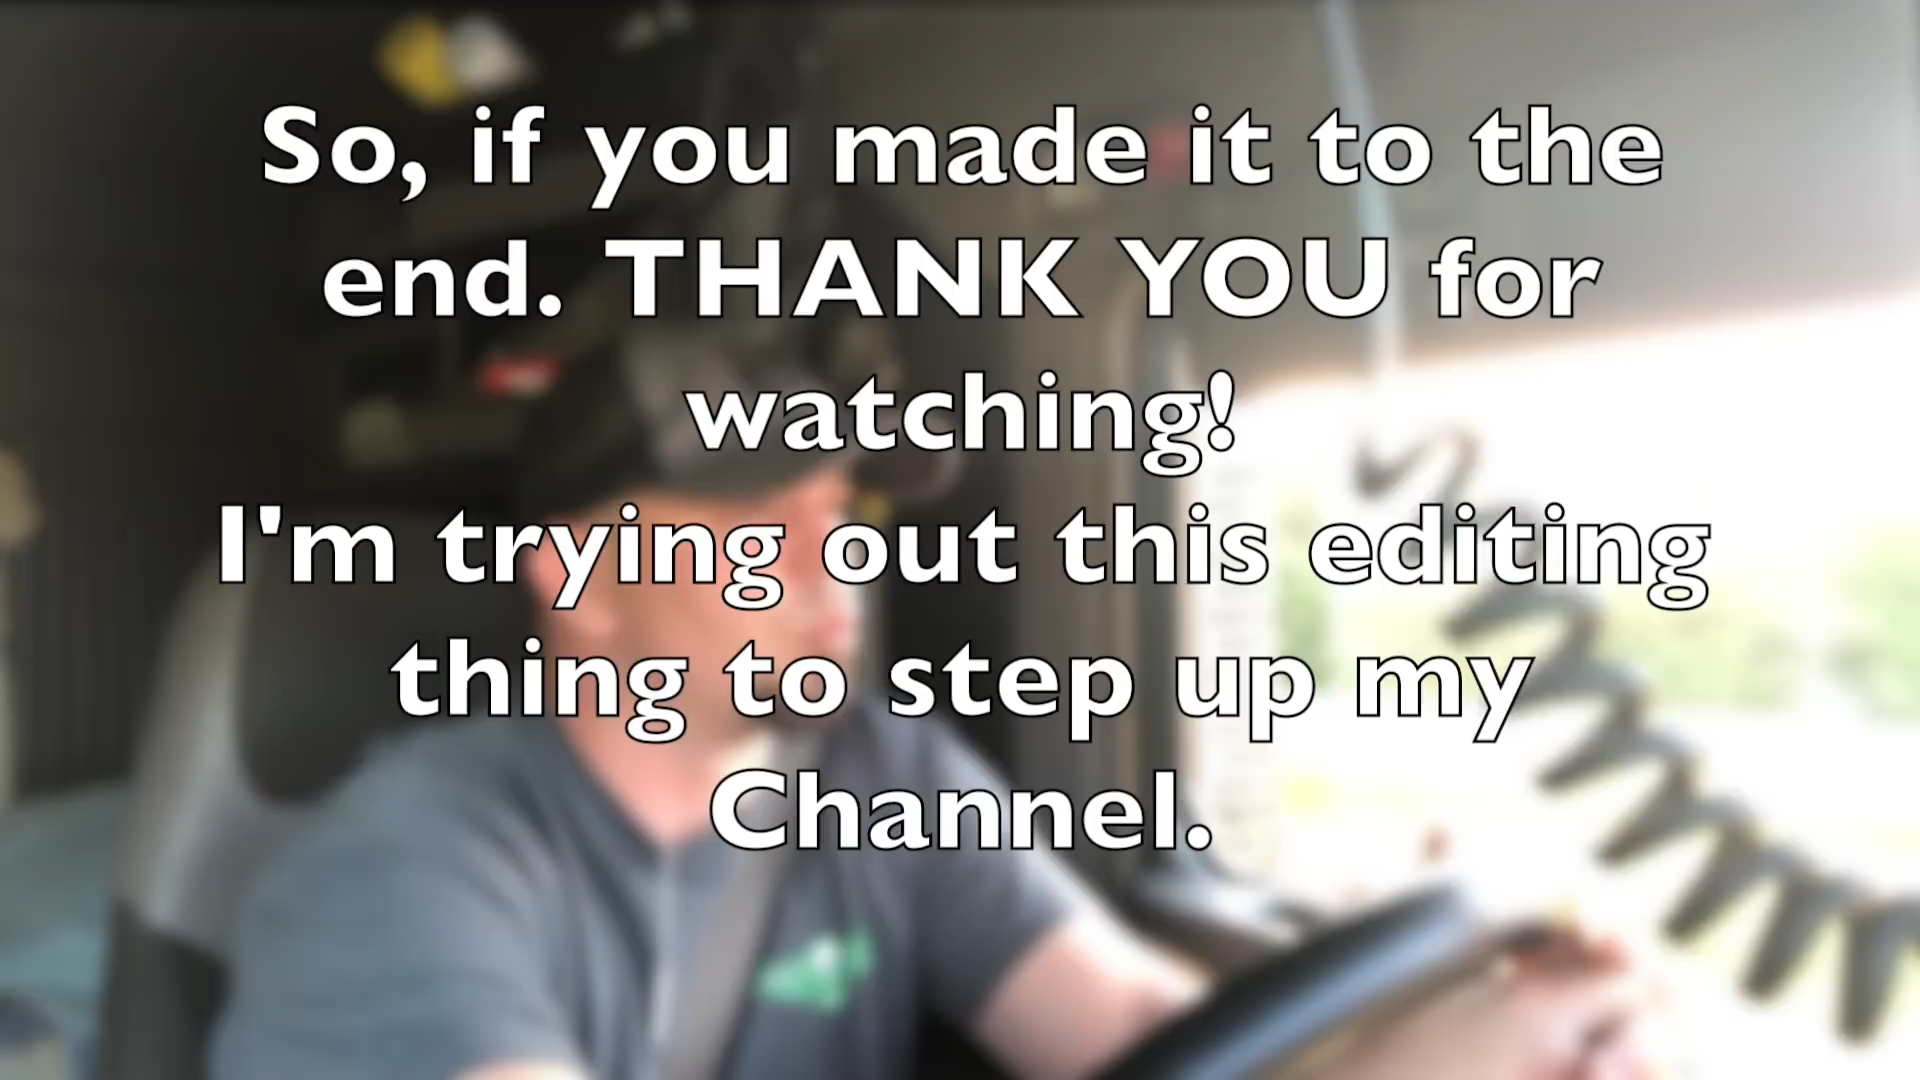 So, if you made it to the
end. THANK YOU for
watching!
I'm trying out this editing
thing to step up my
Channel.